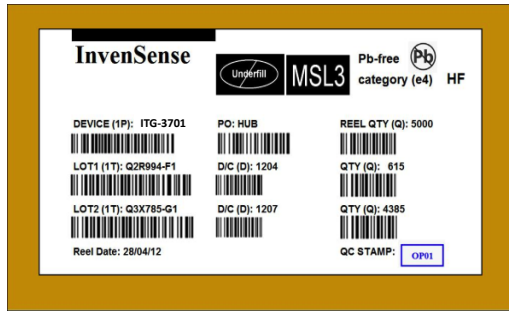 InvenSense
Underfill
MSL3
Pb-free
category (e4)
Pb
HF
DEVICE (1P): ITG-3701
PO: HUB
REEL QTY (Q): 5000
LOT1 (1T): Q2R994-F1
D/C (D): 1204
QTY (Q): 615
LOT2 (1T): Q3X785-G1
D/C (D): 1207
QTY (Q): 4385
Reel Date: 28/04/12
QC STAMP:
OP01